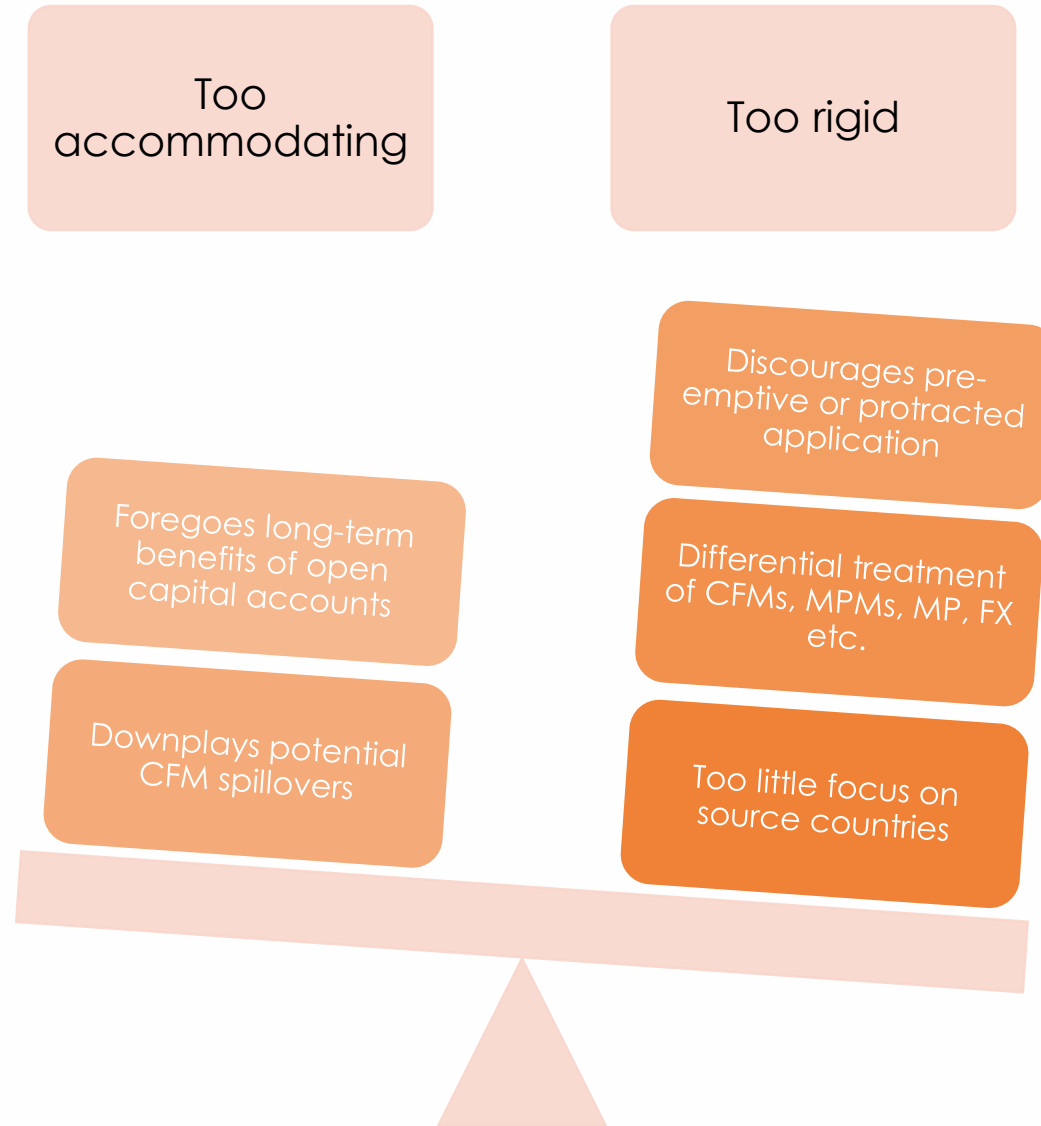 Too
accommodating
Too rigid
Foregoes long-term
benefits of open
capital accounts
Downplays potential
CFM spillovers
Discourages pre-
emptive or protracted
application
Differential treatment
of CFMs, MPMs, MP, FX
etc.
Too little focus on
source countries